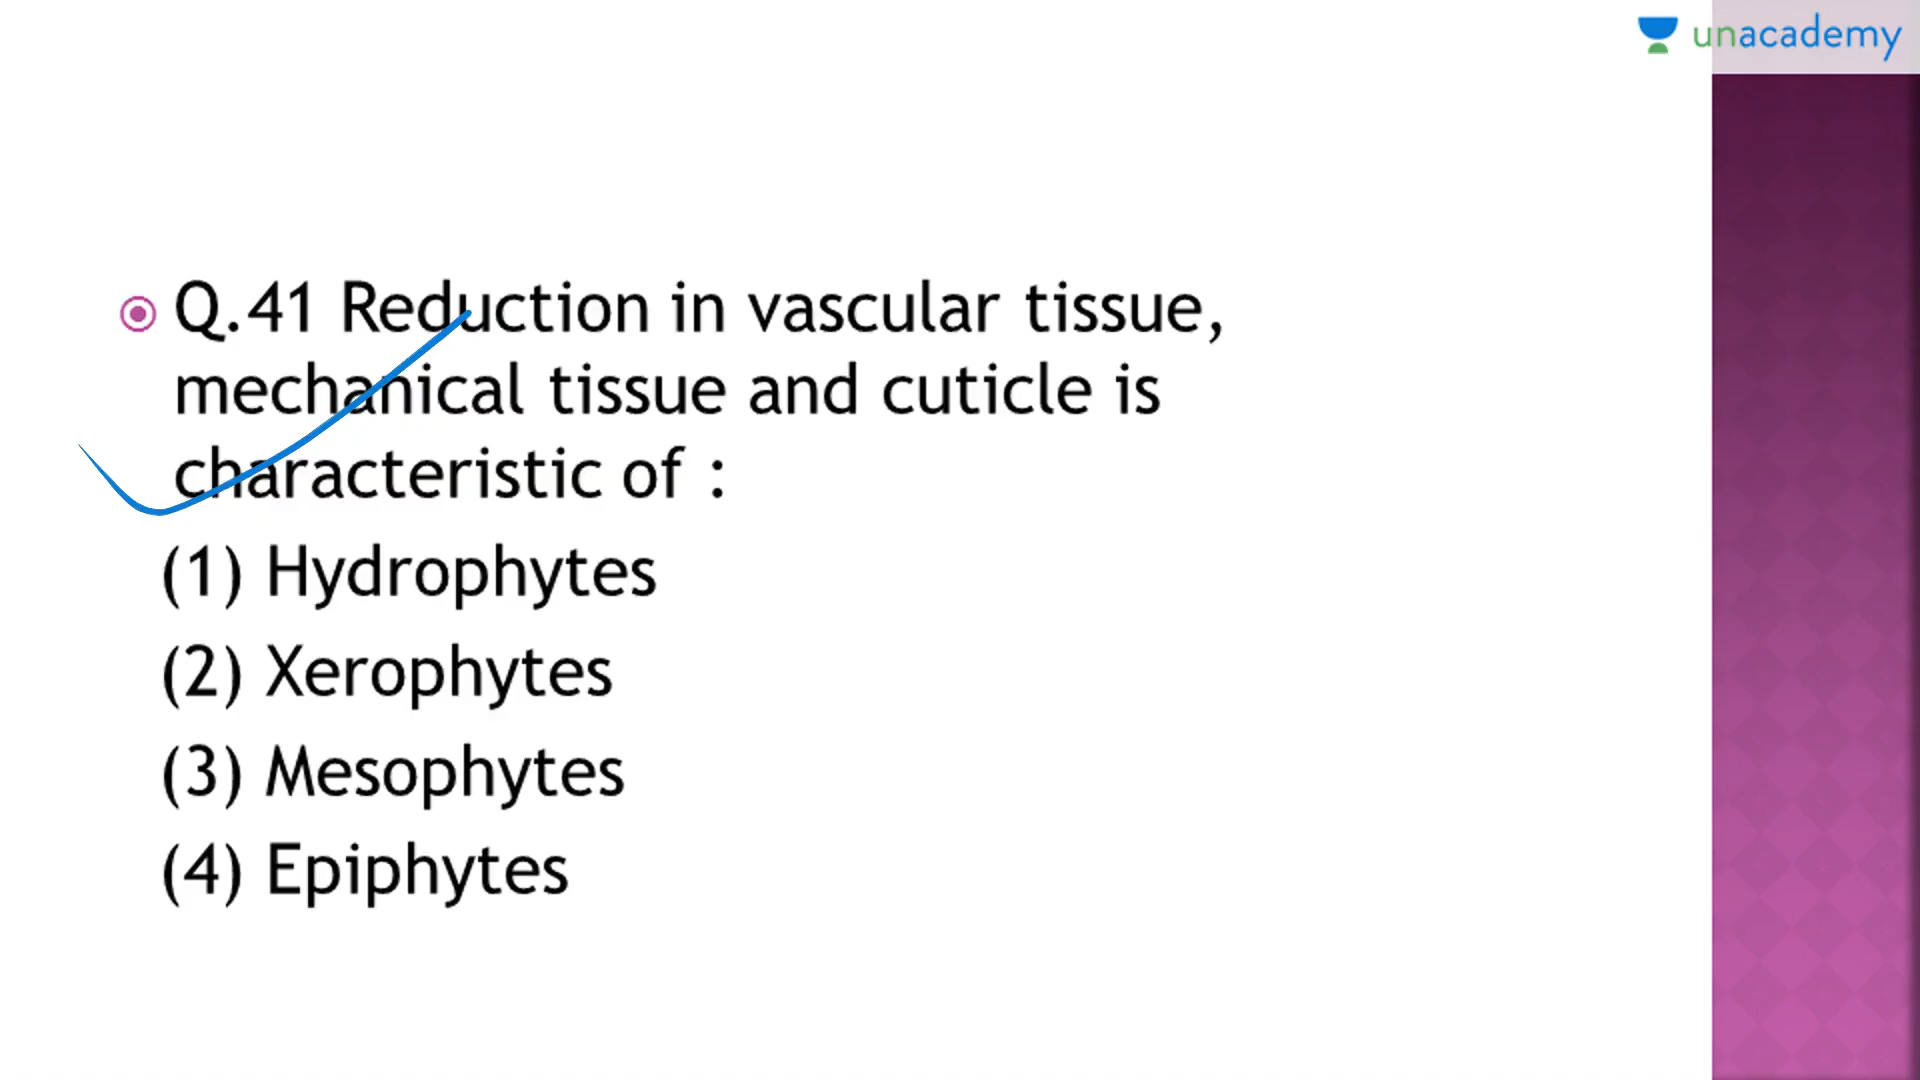 unacademy
Q.41 Reduction in vascular tissue,
mechanical tissue and cuticle is
characteristic of :
(1) Hydrophytes
(2) Xerophytes
(3) Mesophytes
(4) Epiphytes